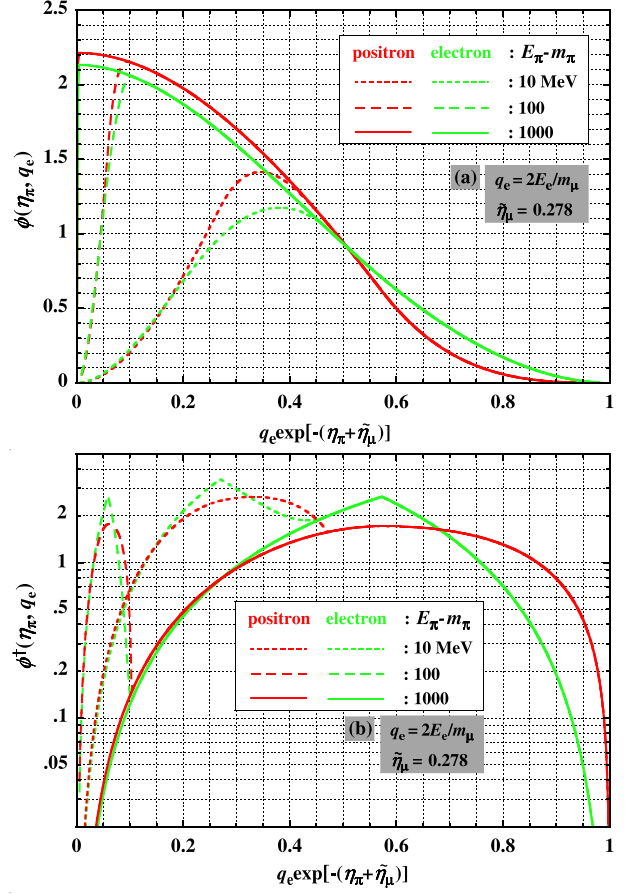 2.5
2
1.5
1
0.5
0
ϕ(η_π, q_e)
positron electron : E_π-m_π
: 10 MeV
: 100
: 1000
(a) q_e = 2E_e/m_μ
η̃_μ = 0.278
0 0.2 0.4 0.6 0.8 1
q_e exp[-(η_π+η̃_μ)]
2
1
.5
.2
.1
.05
ϕ†(η_π, q_e)
positron electron : E_π-m_π
: 10 MeV
: 100
: 1000
(b) q_e = 2E_e/m_μ
η̃_μ = 0.278
0 0.2 0.4 0.6 0.8 1
q_e exp[-(η_π+η̃_μ)]